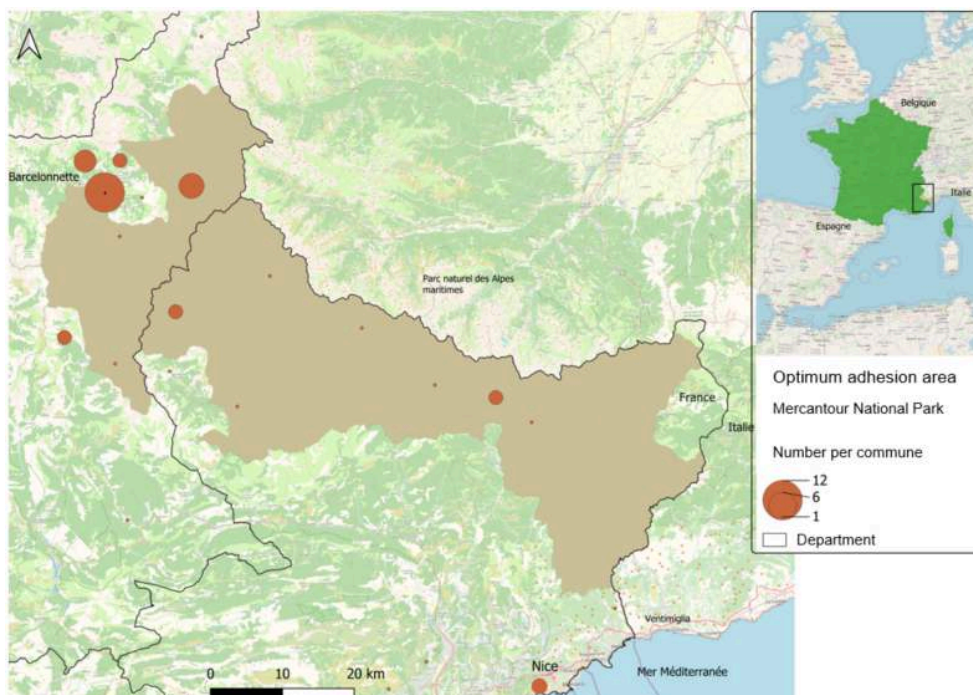 Barcelonnette
Parc naturel des Alpes
maritimes
France
Italie
Ventimiglia
Nice
Mer Méditerranée
0 10 20 km
Belgique
Italie
Espagne
Optimum adhesion area
Mercantour National Park
Number per commune
12
6
1
Department